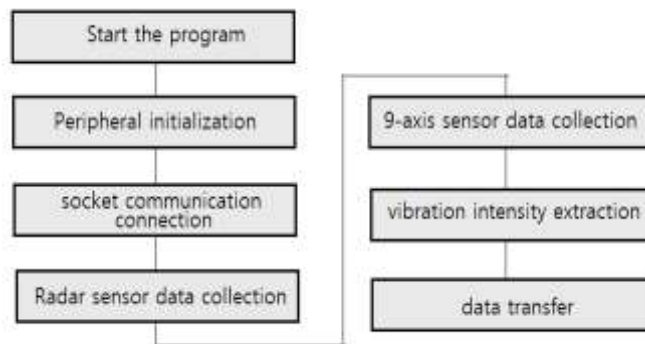 Start the program
Peripheral initialization
socket communication
connection
Radar sensor data collection
9-axis sensor data collection
vibration intensity extraction
data transfer